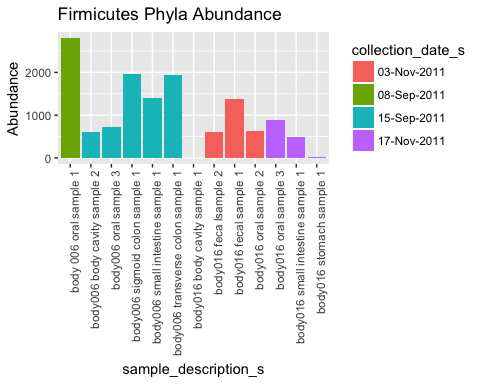 Firmicutes Phyla Abundance
Abundance
2000
1000
0
body 006 oral sample 1
body006 body cavity sample 2
body006 oral sample 3
body006 sigmoid colon sample 1
body006 small intestine sample 1
body006 transverse colon sample 1
body016 body cavity sample 1
body016 feca lsample 2
body016 fecal sample 1
body016 oral sample 2
body016 oral sample 3
body016 small intestine sample 1
body016 stomach sample 1
sample_description_s
collection_date_s
03-Nov-2011
08-Sep-2011
15-Sep-2011
17-Nov-2011